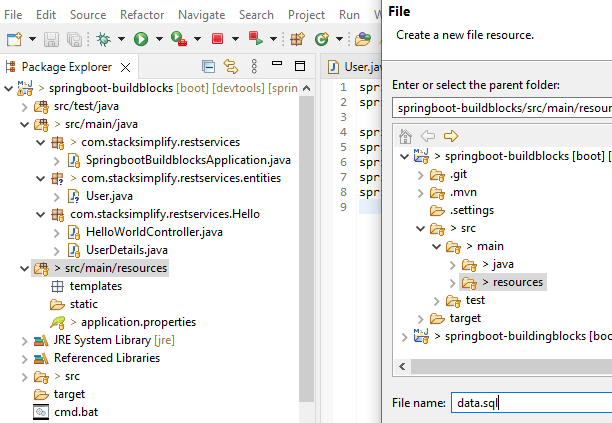 File Edit Source Refactor Navigate Search Project Run W
Package Explorer
springboot-buildblocks [boot] [devtools] [sprin
src/test/java
> src/main/java
> com.stacksimplify.restservices
SpringbootBuildblocksApplication.java
> com.stacksimplify.restservices.entities
User.java
com.stacksimplify.restservices.Hello
HelloWorldController.java
UserDetails.java
> src/main/resources
templates
static
> application.properties
JRE System Library [jre]
Referenced Libraries
> src
target
cmd.bat
User.jav
1 spr
2 spr
3
4 spr
5 spr
6 spr
7 spr
8 spr
9
File
Create a new file resource.
Enter or select the parent folder:
springboot-buildblocks/src/main/resour
> springboot-buildblocks [boot] [
> .git
> .mvn
.settings
> src
> main
> java
> resources
> test
target
> springboot-buildingblocks [boo
File name: data.sql